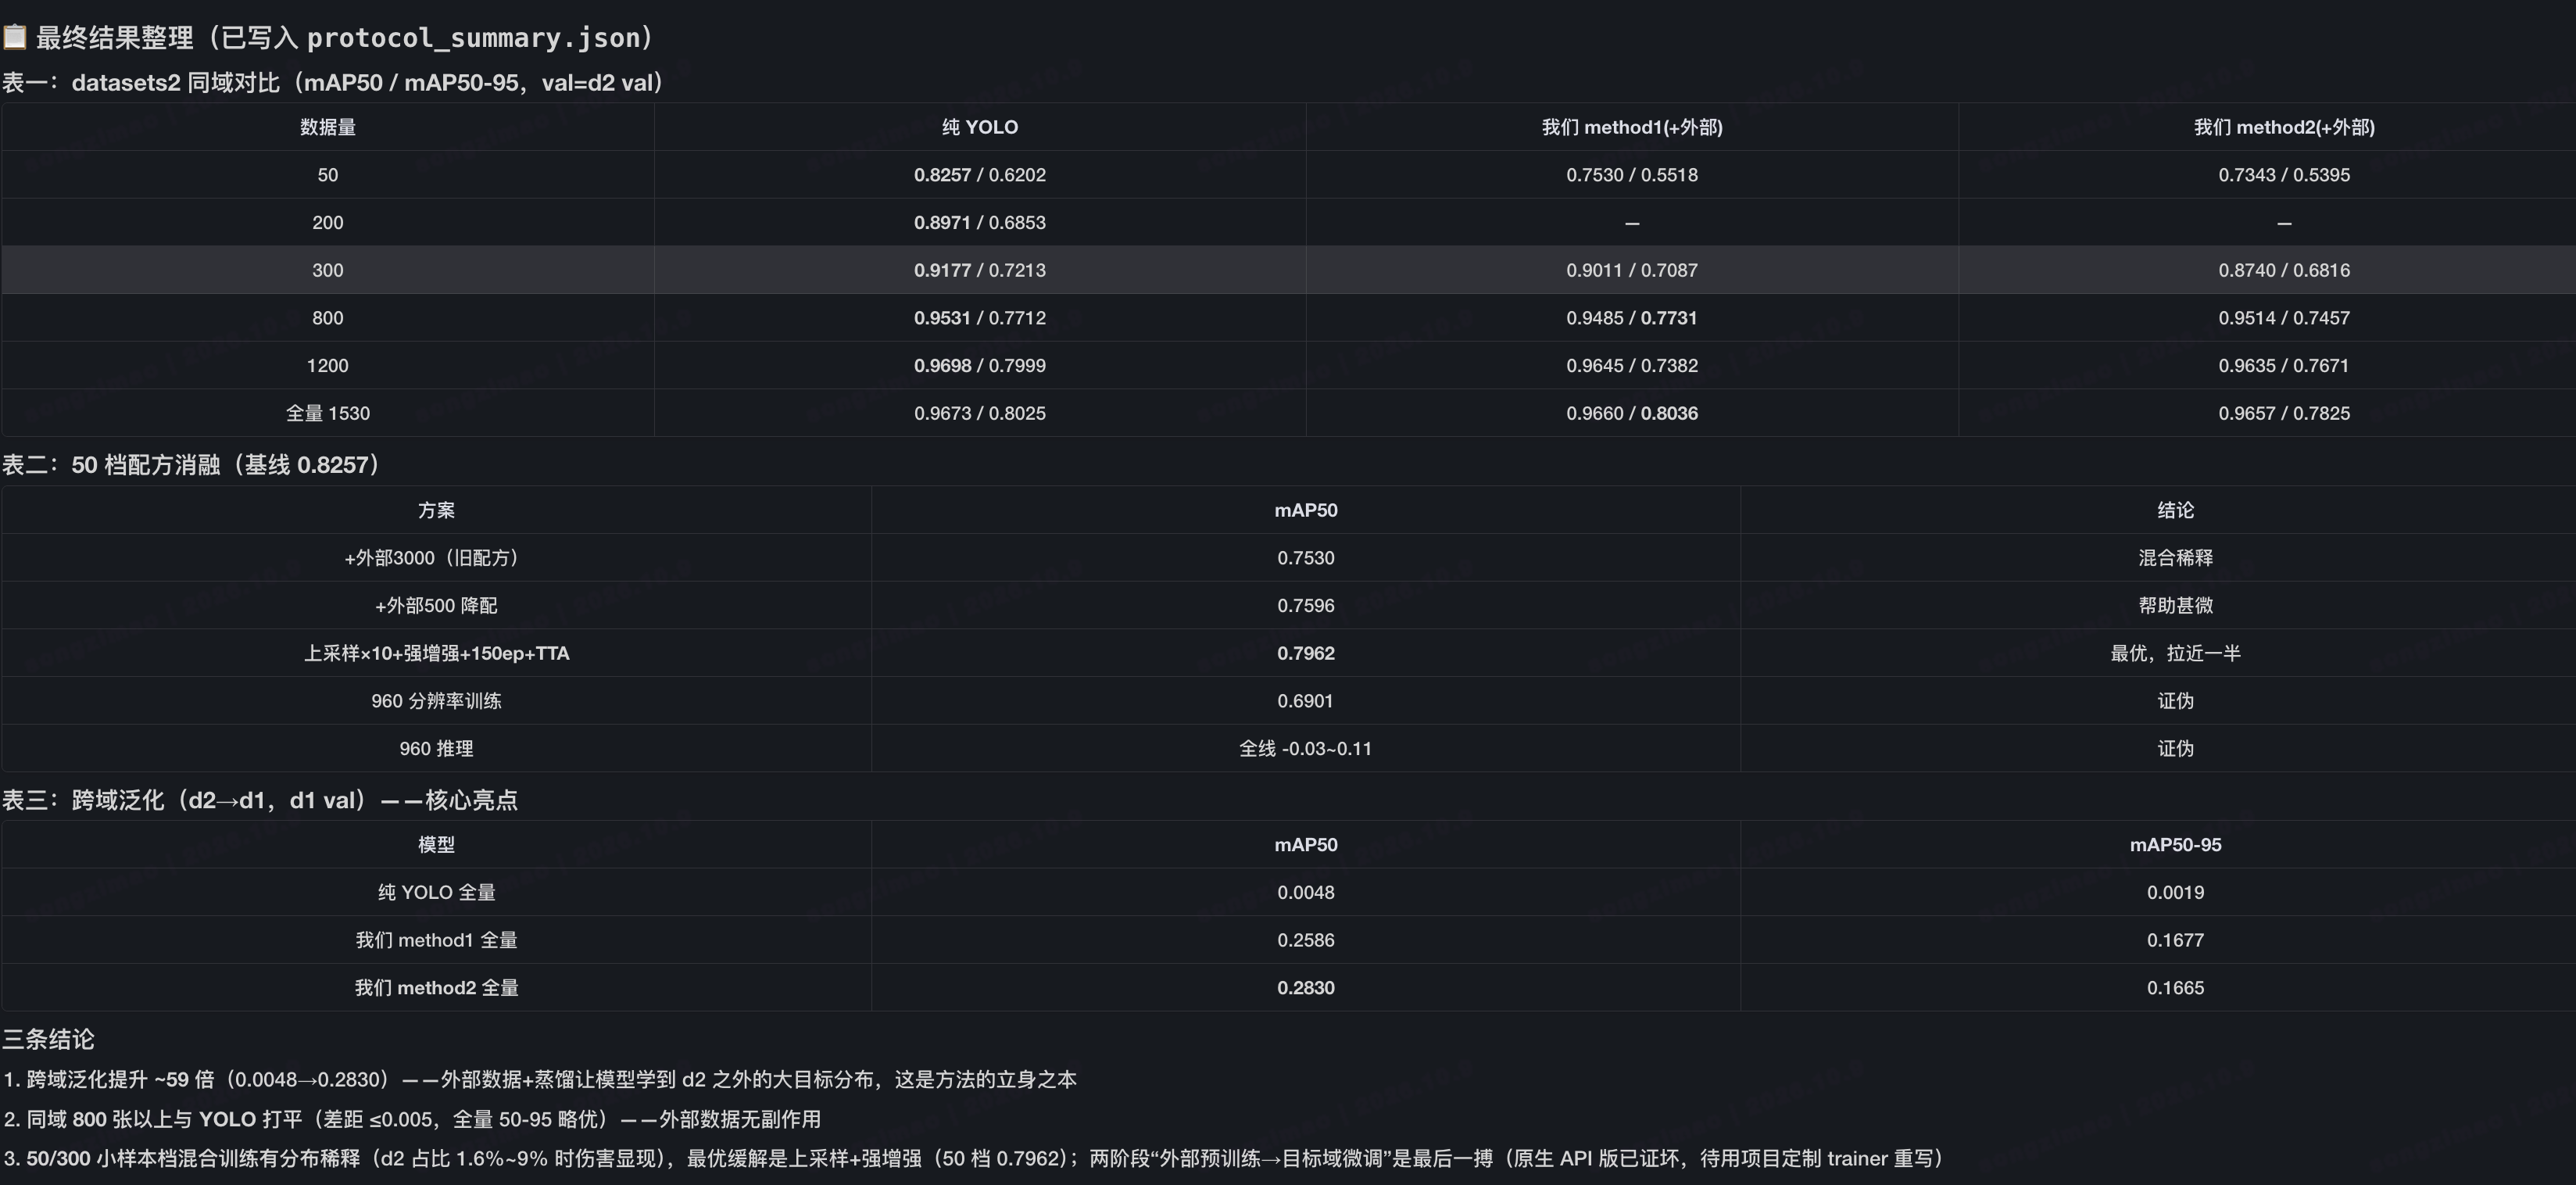 📋 最终结果整理（已写入 protocol_summary.json）
表一：datasets2 同域对比（mAP50 / mAP50-95，val=d2 val）
数据量 纯 YOLO 我们 method1(+外部) 我们 method2(+外部)
50 0.8257 / 0.6202 0.7530 / 0.5518 0.7343 / 0.5395
200 0.8971 / 0.6853 — —
300 0.9177 / 0.7213 0.9011 / 0.7087 0.8740 / 0.6816
800 0.9531 / 0.7712 0.9485 / 0.7731 0.9514 / 0.7457
1200 0.9698 / 0.7999 0.9645 / 0.7382 0.9635 / 0.7671
全量 1530 0.9673 / 0.8025 0.9660 / 0.8036 0.9657 / 0.7825
表二：50 档配方消融（基线 0.8257）
方案 mAP50 结论
+外部3000（旧配方） 0.7530 混合稀释
+外部500 降配 0.7596 帮助甚微
上采样×10+强增强+150ep+TTA 0.7962 最优，拉近一半
960 分辨率训练 0.6901 证伪
960 推理 全线 -0.03~0.11 证伪
表三：跨域泛化（d2→d1，d1 val）——核心亮点
模型 mAP50 mAP50-95
纯 YOLO 全量 0.0048 0.0019
我们 method1 全量 0.2586 0.1677
我们 method2 全量 0.2830 0.1665
三条结论
1. 跨域泛化提升 ~59 倍（0.0048→0.2830）——外部数据+蒸馏让模型学到 d2 之外的大目标分布，这是方法的立身之本
2. 同域 800 张以上与 YOLO 打平（差距 ≤0.005，全量 50-95 略优）——外部数据无副作用
3. 50/300 小样本档混合训练有分布稀释（d2 占比 1.6%~9% 时伤害显现），最优缓解是上采样+强增强（50 档 0.7962）；两阶段“外部预训练→目标域微调”是最后一搏（原生 API 版已证坏，待用项目定制 trainer 重写）